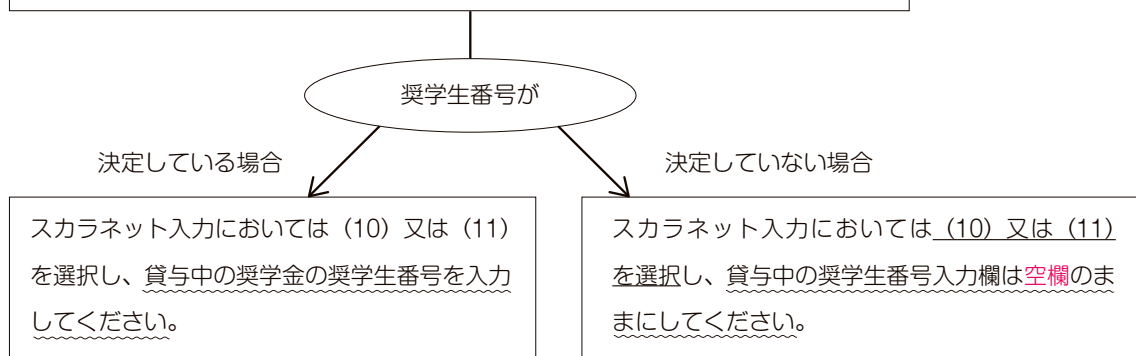 奨学生番号が
決定している場合
決定していない場合
スカラネット入力においては（10）又は（11）
を選択し、貸与中の奨学金の奨学生番号を入力
してください。
スカラネット入力においては（10）又は（11）
を選択し、貸与中の奨学生番号入力欄は空欄のま
まにしてください。